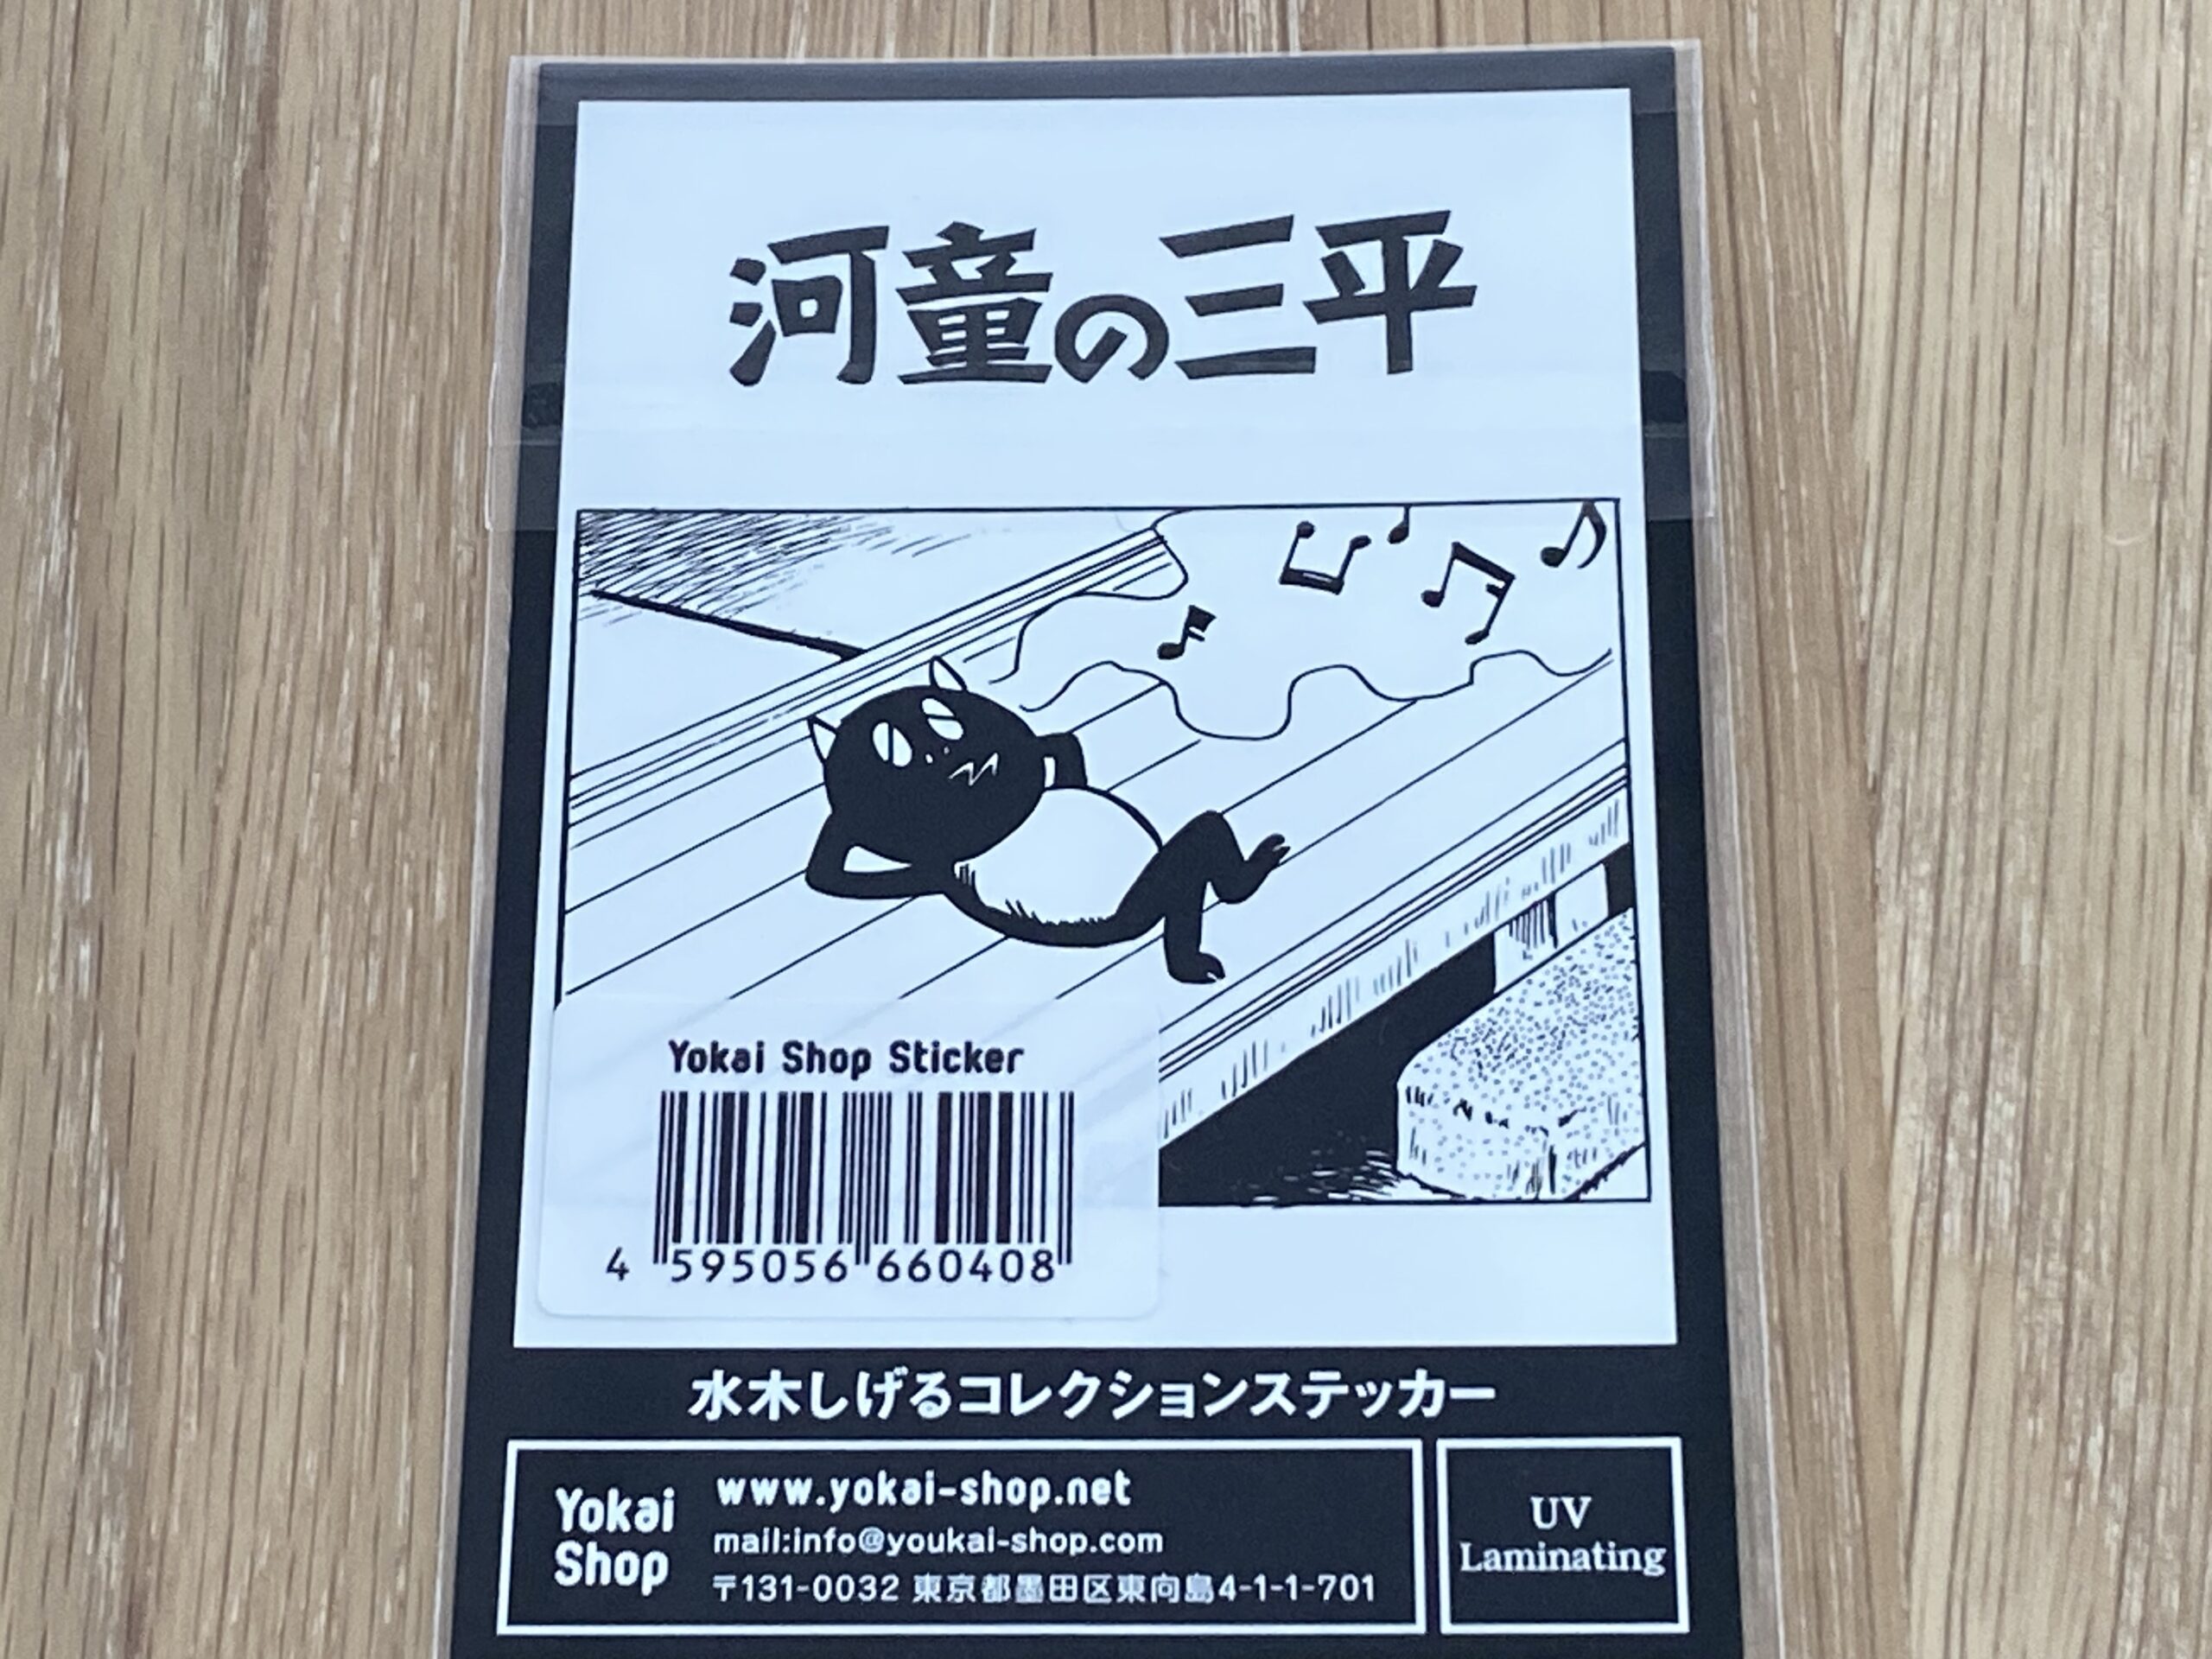 河童の三平
Yokai Shop Sticker
4 595056 660408
水木しげるコレクションステッカー
Yokai
Shop
www.yokai-shop.net
mail:info@youkai-shop.com
〒131-0032 東京都墨田区東向島4-1-1-701
UV
Laminating